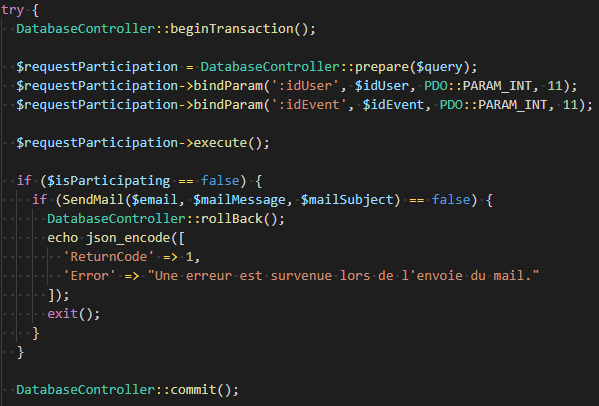 try {
DatabaseController::beginTransaction();
$requestParticipation = DatabaseController::prepare($query);
$requestParticipation->bindParam(':idUser', $idUser, PDO::PARAM_INT, 11);
$requestParticipation->bindParam(':idEvent', $idEvent, PDO::PARAM_INT, 11);
$requestParticipation->execute();
if ($isParticipating == false) {
if (SendMail($email, $mailMessage, $mailSubject) == false) {
DatabaseController::rollBack();
echo json_encode([
'ReturnCode' => 1,
'Error' => "Une erreur est survenue lors de l'envoie du mail."
]);
exit();
}
}
DatabaseController::commit();